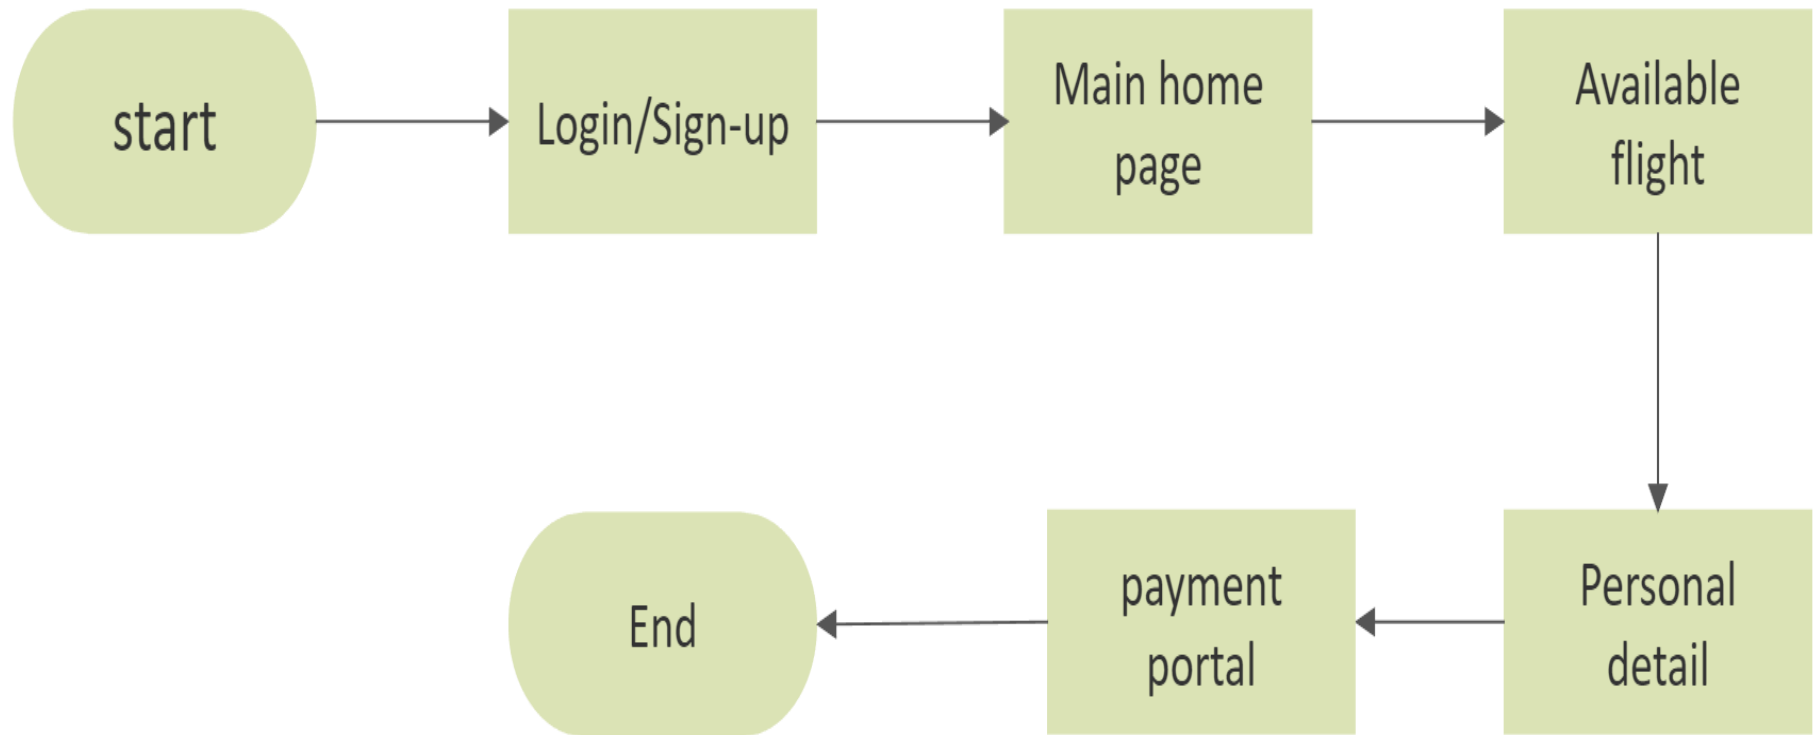 start
Login/Sign-up
Main home
page
Available
flight
Personal
detail
payment
portal
End